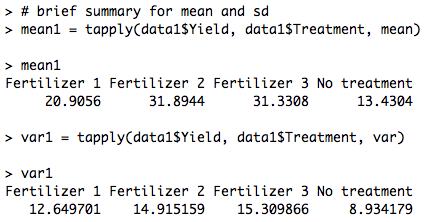 > # brief summary for mean and sd
> mean1 = tapply(data1$Yield, data1$Treatment, mean)
> mean1
Fertilizer 1 Fertilizer 2 Fertilizer 3 No treatment
20.9056 31.8944 31.3308 13.4304
> var1 = tapply(data1$Yield, data1$Treatment, var)
> var1
Fertilizer 1 Fertilizer 2 Fertilizer 3 No treatment
12.649701 14.915159 15.309866 8.934179